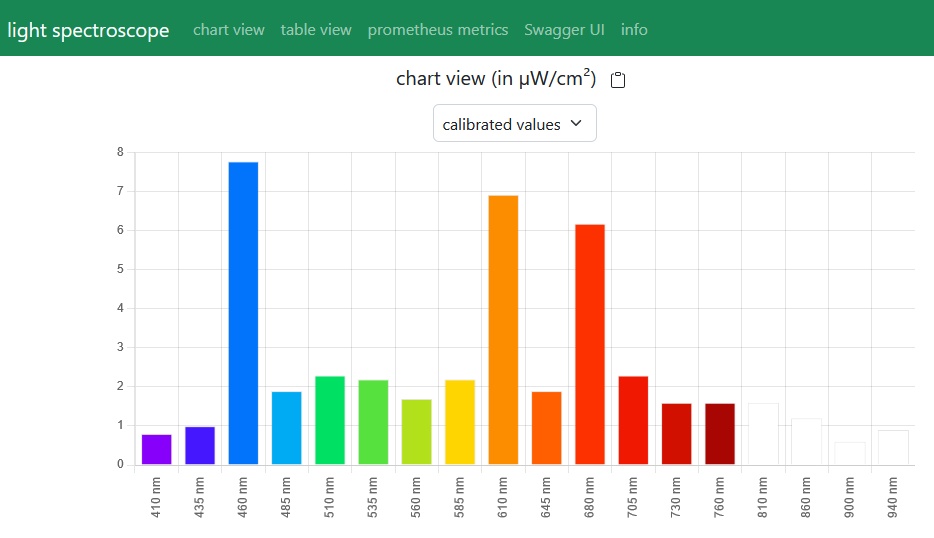 light spectroscope chart view table view prometheus metrics Swagger UI info
chart view (in µW/cm²)
calibrated values
8
7
6
5
4
3
2
1
0
410 nm 435 nm 460 nm 485 nm 510 nm 535 nm 560 nm 585 nm 610 nm 645 nm 680 nm 705 nm 730 nm 760 nm 810 nm 860 nm 900 nm 940 nm